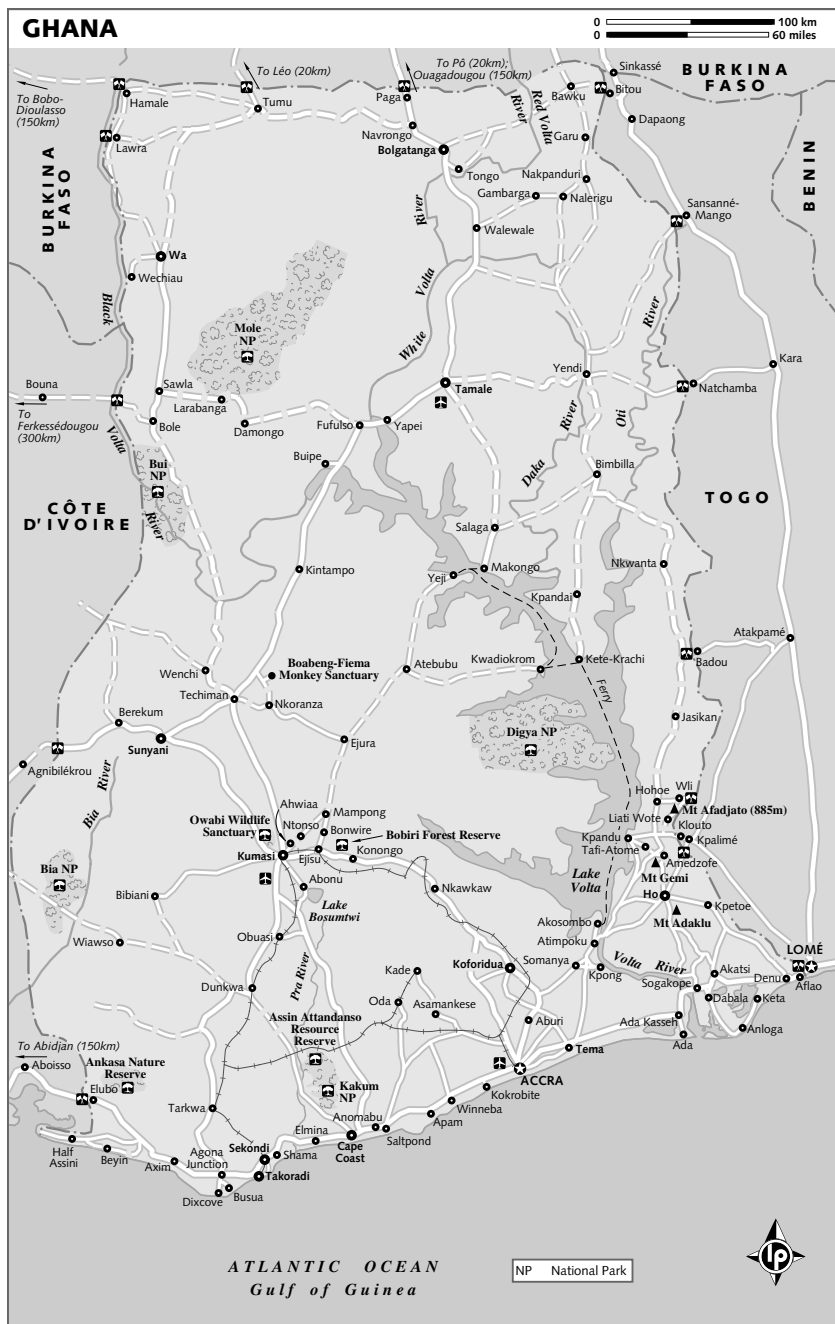 GHANA
0 100 km
0 60 miles
To Bobo-
Dioulasso
(150km)
To Léo (20km)
To Pô (20km);
Ouagadougou (150km)
Sinkassé
BURKINA
FASO
Hamale
Tumu
Paga
Red Volta
River
Bawku
Bitou
Dapaong
Lawra
Navrongo
Bolgatanga
Garu
BENIN
BURKINA
FASO
Tongo
Nakpanduri
Gambarga
Nalerigu
Sansanné-
Mango
Walewale
Wa
Wechiau
Black
Volta
River
White
Volta
River
Mole
NP
River
Oti
Kara
Bouna
Sawla
Tamale
Yendi
Natchamba
To
Ferkessédougou
(300km)
Larabanga
Bole
Damongo
Fufulso
Yapei
Daka
River
Buipe
Bimbilla
Bui
NP
TOGO
CÔTE
D'IVOIRE
Salaga
Kintampo
Yeji
Makongo
Nkwanta
Kpandai
Atakpamé
Wenchi
Boabeng-Fiema
Monkey Sanctuary
Atebubu
Kwadiokrom
Kete-Krachi
Badou
Techiman
Nkoranza
Ferry
Berekum
Sunyani
Ejura
Digya NP
Jasikan
Agnibilékrou
Bia River
Hohoe
Wli
Mt Afadjato (885m)
Ahwiaa
Mampong
Owabi Wildlife
Sanctuary
Ntonso
Bonwire
Bobiri Forest Reserve
Liati Wote
Klouto
Kpandu
Kpalimé
Tafi-Atome
Amedzofe
Kumasi
Ejisu
Konongo
Bia NP
Abonu
Lake
Bosumtwi
Nkawkaw
Lake
Volta
Mt Gemi
Bibiani
Ho
Kpetoe
Mt Adaklu
Akosombo
Wiawso
Obuasi
Atimpoku
LOMÉ
Kade
Koforidua
Somanya
Kpong
Volta River
Akatsi
Denu
Aflao
Dunkwa
Pra River
Oda
Asamankese
Sogakope
Dabala
Keta
Assin Attandanso
Resource
Reserve
Aburi
Ada Kasseh
Anloga
To Abidjan (150km)
Tema
Ada
Aboisso
Ankasa Nature
Reserve
ACCRA
Elubo
Kakum
NP
Kokrobite
Tarkwa
Winneba
Anomabu
Apam
Elmina
Saltpond
Half
Assini
Beyin
Axim
Agona
Junction
Sekondi
Shama
Cape
Coast
Takoradi
Dixcove
Busua
ATLANTIC OCEAN
Gulf of Guinea
NP National Park
lp